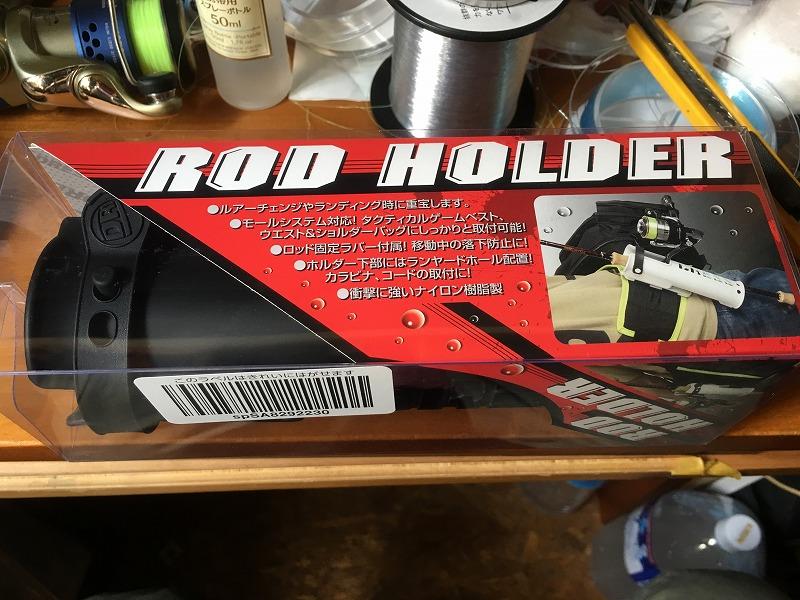 スプレーボトル
50ml
ROD HOLDER
●ルアーチェンジやランディング時に重宝します。
●モールシステム対応! タクティカルゲームベスト、
ウエスト&ショルダーバッグにしっかりと取付可能!
●ロッド固定ラバー付属! 移動中の落下防止に!
●ホルダー下部にはランヤードホール配置!
カラビナ、コードの取付に!
●衝撃に強いナイロン樹脂製
このラベルはきれいにはがせます
spSA8292230
ROD
HOLDER